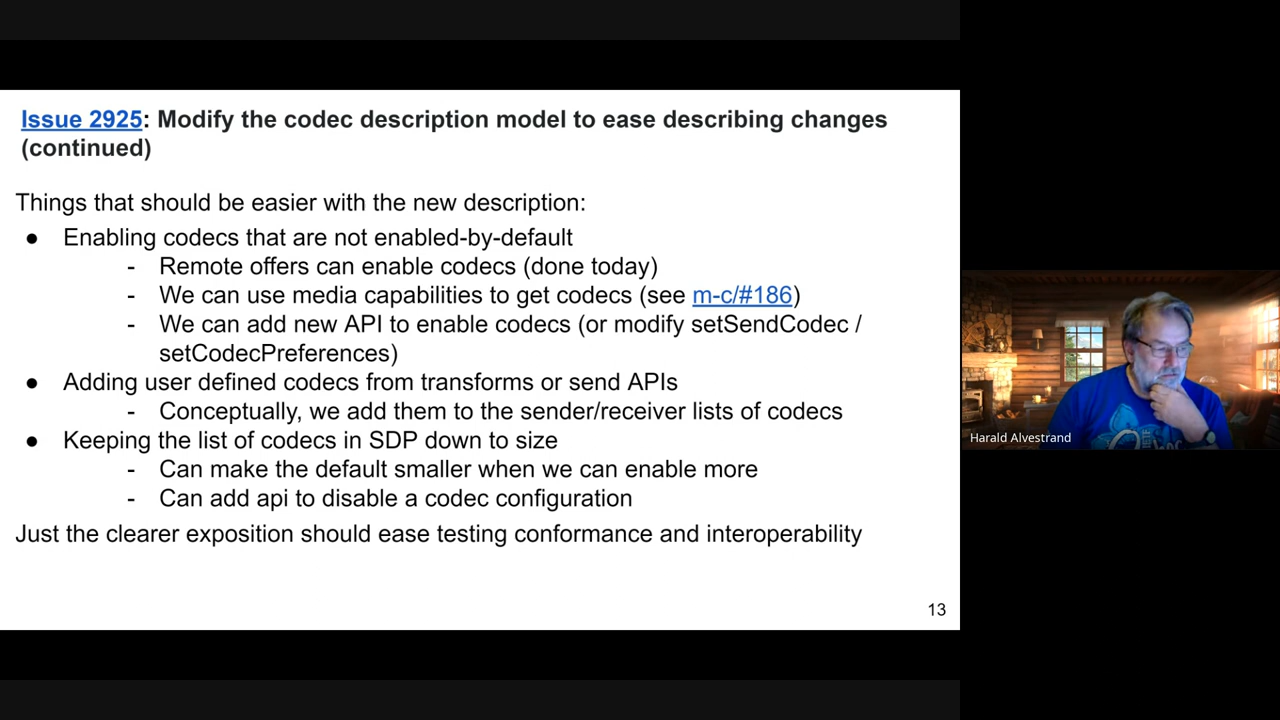 Issue 2925: Modify the codec description model to ease describing changes
(continued)
Things that should be easier with the new description:
● Enabling codecs that are not enabled-by-default
- Remote offers can enable codecs (done today)
- We can use media capabilities to get codecs (see m-c/#186)
- We can add new API to enable codecs (or modify setSendCodec /
setCodecPreferences)
● Adding user defined codecs from transforms or send APIs
- Conceptually, we add them to the sender/receiver lists of codecs
● Keeping the list of codecs in SDP down to size
- Can make the default smaller when we can enable more
- Can add api to disable a codec configuration
Just the clearer exposition should ease testing conformance and interoperability
13
Harald Alvestrand